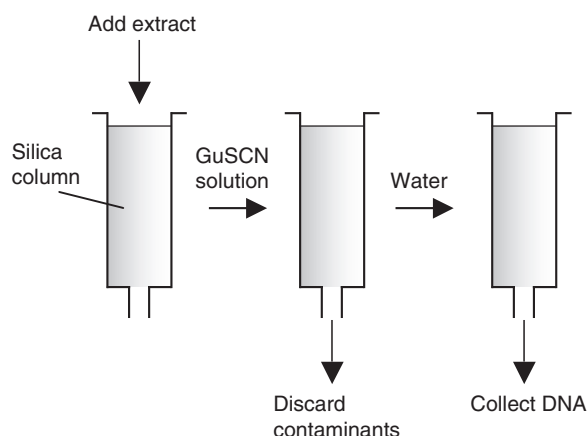 Add extract
Silica
column
GuSCN
solution
Water
Discard
contaminants
Collect DNA